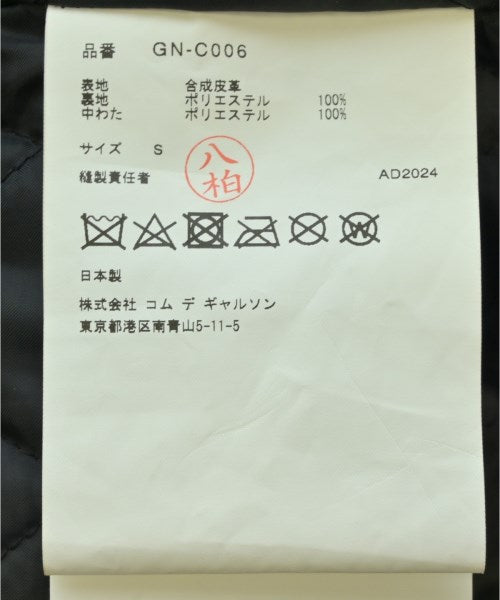 品番 GN-C006
表地 合成皮革
裏地 ポリエステル 100%
中わた ポリエステル 100%
サイズ S
八柏
縫製責任者 AD2024
W
日本製
株式会社 コム デ ギャルソン
東京都港区南青山5-11-5